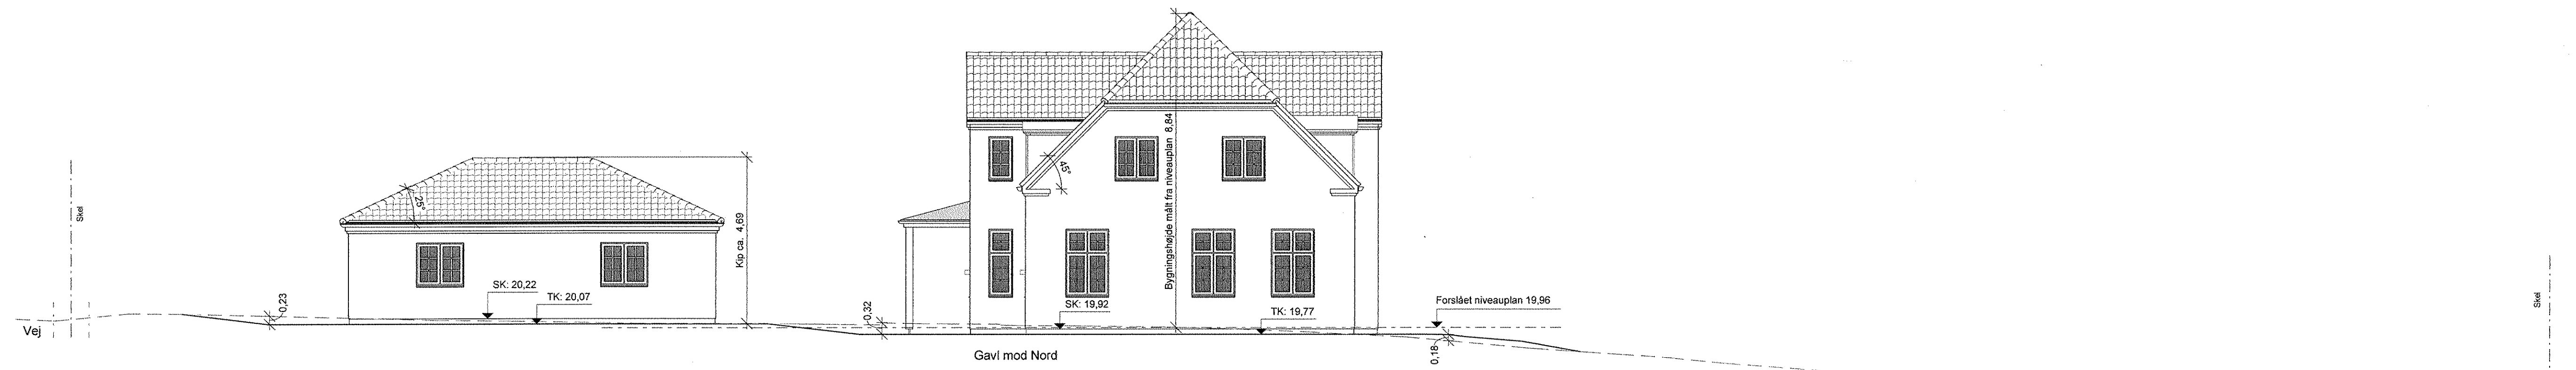 Skel
Vej
0,23
25°
SK: 20,22
TK: 20,07
Kip ca. 4,69
0,32
45°
Bygningshøjde målt fra niveauplan 8,84
SK: 19,92
TK: 19,77
Gavl mod Nord
Forslået niveauplan 19,96
0,18
Skel